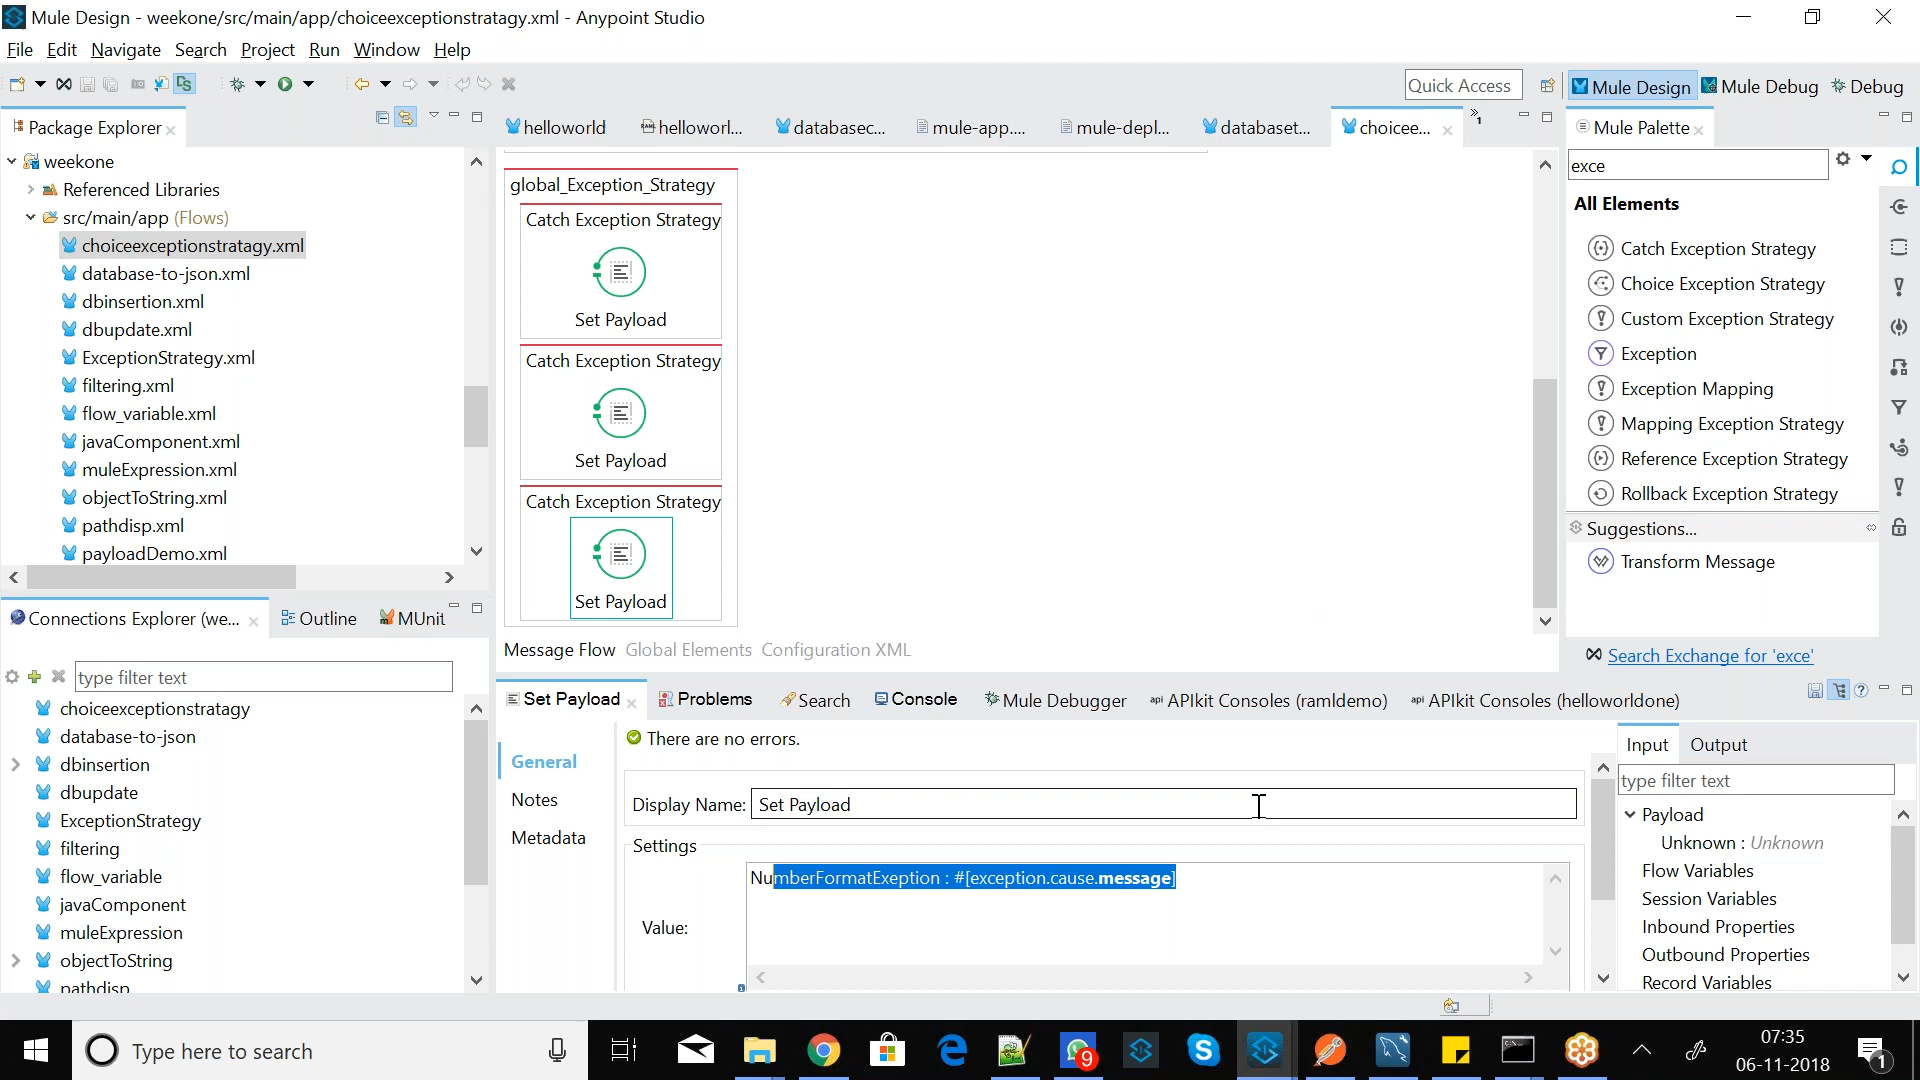 Mule Design - weekone/src/main/app/choiceexceptionstratagy.xml - Anypoint Studio
File Edit Navigate Search Project Run Window Help
Quick Access
Mule Design
Mule Debug
Debug
Package Explorer
weekone
Referenced Libraries
src/main/app (Flows)
choiceexceptionstratagy.xml
database-to-json.xml
dbinsertion.xml
dbupdate.xml
ExceptionStrategy.xml
filtering.xml
flow_variable.xml
javaComponent.xml
muleExpression.xml
objectToString.xml
pathdisp.xml
payloadDemo.xml
helloworld
helloworl...
databasec...
mule-app....
mule-depl...
databaset...
choicee...
1
global_Exception_Strategy
Catch Exception Strategy
Set Payload
Catch Exception Strategy
Set Payload
Catch Exception Strategy
Set Payload
Message Flow Global Elements Configuration XML
Mule Palette
exce
All Elements
Catch Exception Strategy
Choice Exception Strategy
Custom Exception Strategy
Exception
Exception Mapping
Mapping Exception Strategy
Reference Exception Strategy
Rollback Exception Strategy
Suggestions...
Transform Message
Search Exchange for 'exce'
Connections Explorer (we...
Outline
MUnit
type filter text
choiceexceptionstratagy
database-to-json
dbinsertion
dbupdate
ExceptionStrategy
filtering
flow_variable
javaComponent
muleExpression
objectToString
pathdisp
Set Payload
Problems
Search
Console
Mule Debugger
api APIkit Consoles (ramldemo)
api APIkit Consoles (helloworldone)
There are no errors.
General
Notes
Metadata
Display Name: Set Payload
Settings
Value:
NumberFormatExeption : #[exception.cause.message]
Input
Output
type filter text
Payload
Unknown : Unknown
Flow Variables
Session Variables
Inbound Properties
Outbound Properties
Record Variables
Type here to search
9
07:35
06-11-2018
1